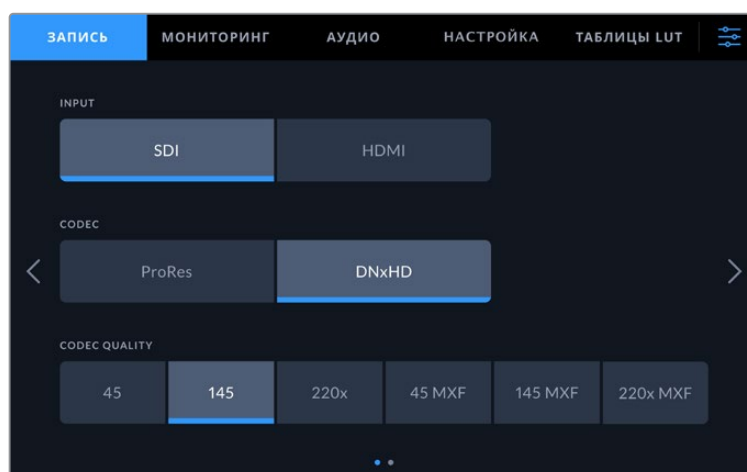 ЗАПИСЬ МОНИТОРИНГ АУДИО НАСТРОЙКА ТАБЛИЦЫ LUT
INPUT
SDI HDMI
CODEC
ProRes DNxHD
CODEC QUALITY
45 145 220x 45 MXF 145 MXF 220x MXF